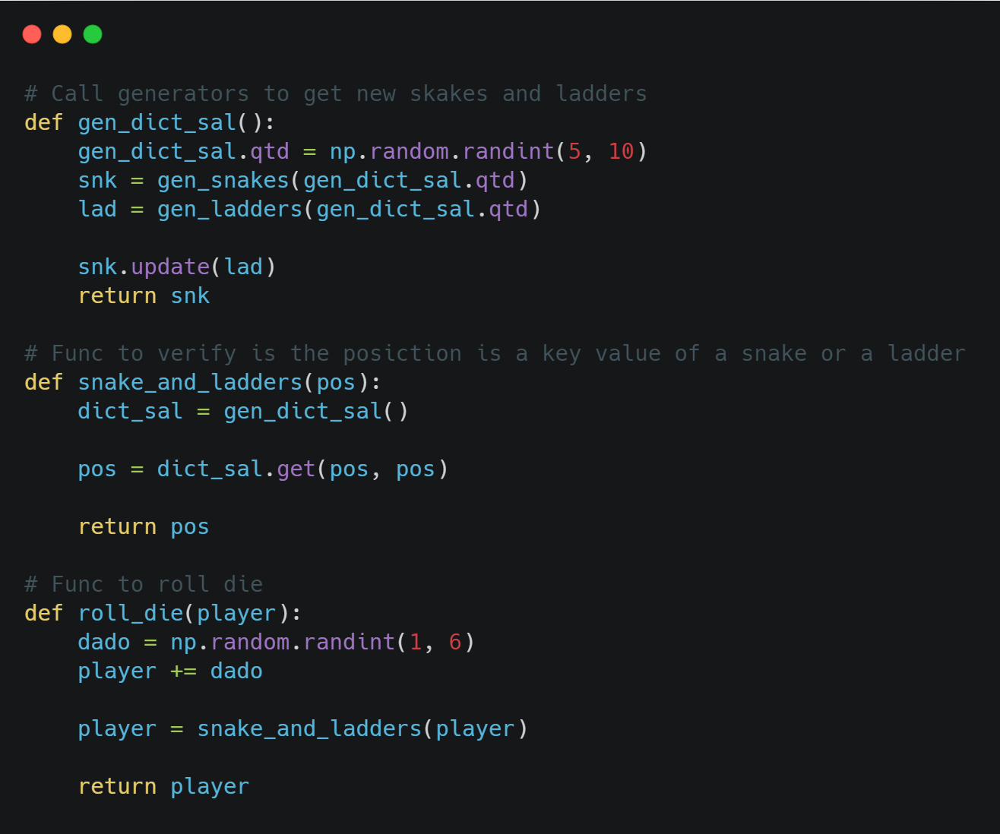 # Call generators to get new skakes and ladders
def gen_dict_sal():
    gen_dict_sal.qtd = np.random.randint(5, 10)
    snk = gen_snakes(gen_dict_sal.qtd)
    lad = gen_ladders(gen_dict_sal.qtd)

    snk.update(lad)
    return snk

# Func to verify is the posiction is a key value of a snake or a ladder
def snake_and_ladders(pos):
    dict_sal = gen_dict_sal()

    pos = dict_sal.get(pos, pos)

    return pos

# Func to roll die
def roll_die(player):
    dado = np.random.randint(1, 6)
    player += dado

    player = snake_and_ladders(player)

    return player